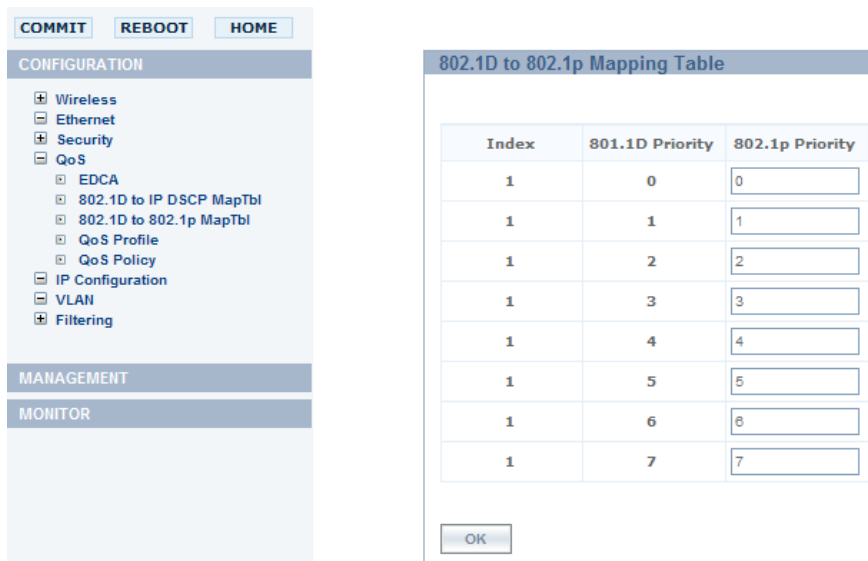 COMMIT REBOOT HOME
CONFIGURATION
Wireless
Ethernet
Security
QoS
EDCA
802.1D to IP DSCP MapTbl
802.1D to 802.1p MapTbl
QoS Profile
QoS Policy
IP Configuration
VLAN
Filtering
MANAGEMENT
MONITOR
802.1D to 802.1p Mapping Table
Index 801.1D Priority 802.1p Priority
1 0 0
1 1 1
1 2 2
1 3 3
1 4 4
1 5 5
1 6 6
1 7 7
OK